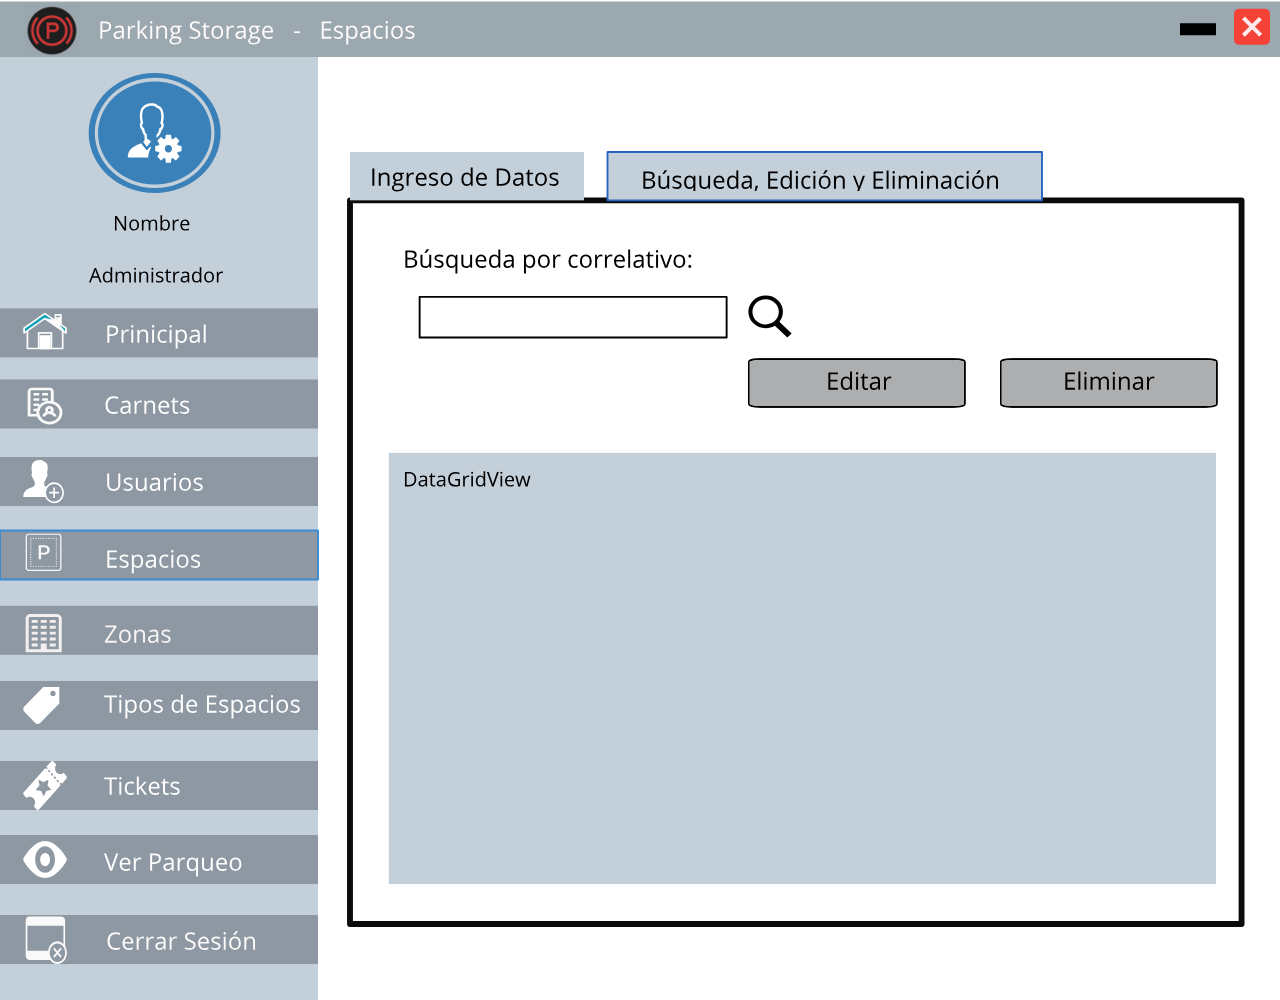 Parking Storage - Espacios
Nombre
Administrador
Prinicipal
Carnets
Usuarios
P
Espacios
Zonas
Tipos de Espacios
Tickets
Ver Parqueo
Cerrar Sesión
Ingreso de Datos
Búsqueda, Edición y Eliminación
Búsqueda por correlativo:
Editar
Eliminar
DataGridView